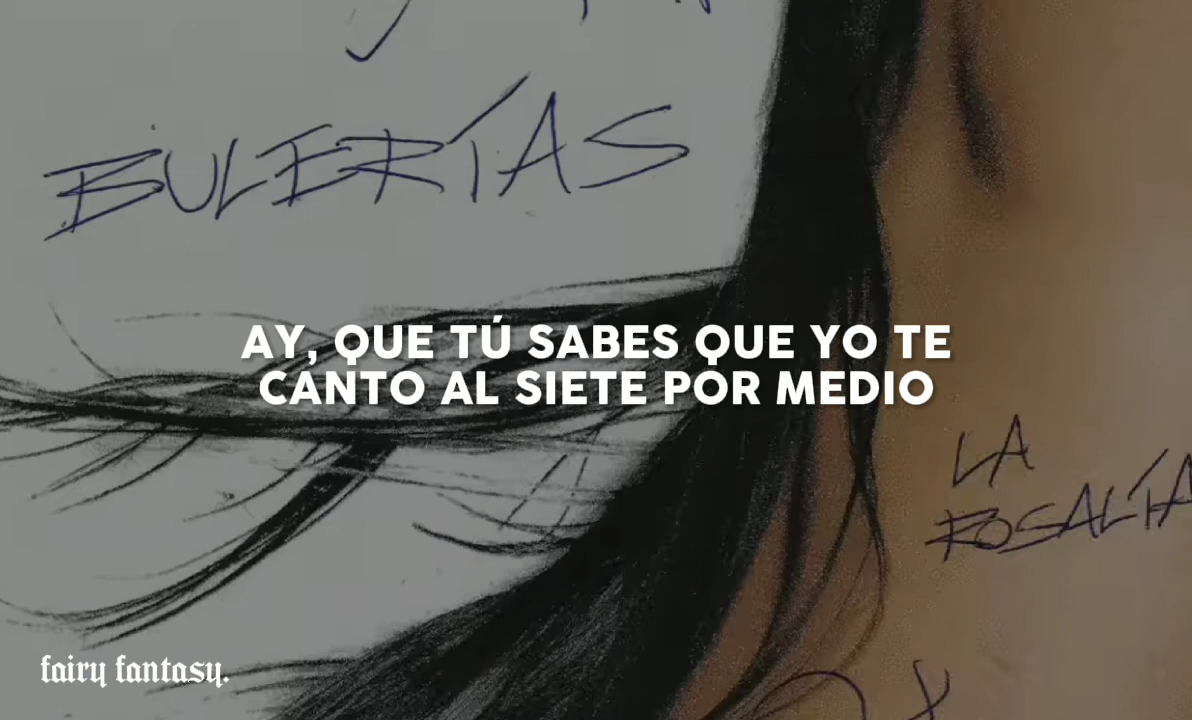 BULERÍAS
AY, QUE TÚ SABES QUE YO TE
CANTO AL SIETE POR MEDIO
LA
ROSALÍA
fairy fantasy.